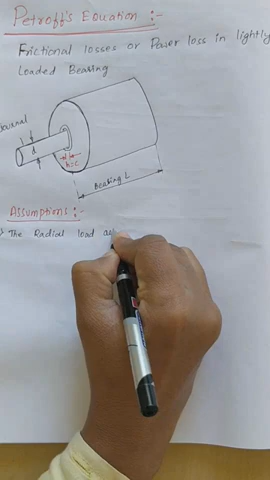 Petroff's Equation :-
Frictional losses or Power loss in lightly
Loaded Bearing
Journal
d
h=c
Bearing L
Assumptions :-
The Radial load